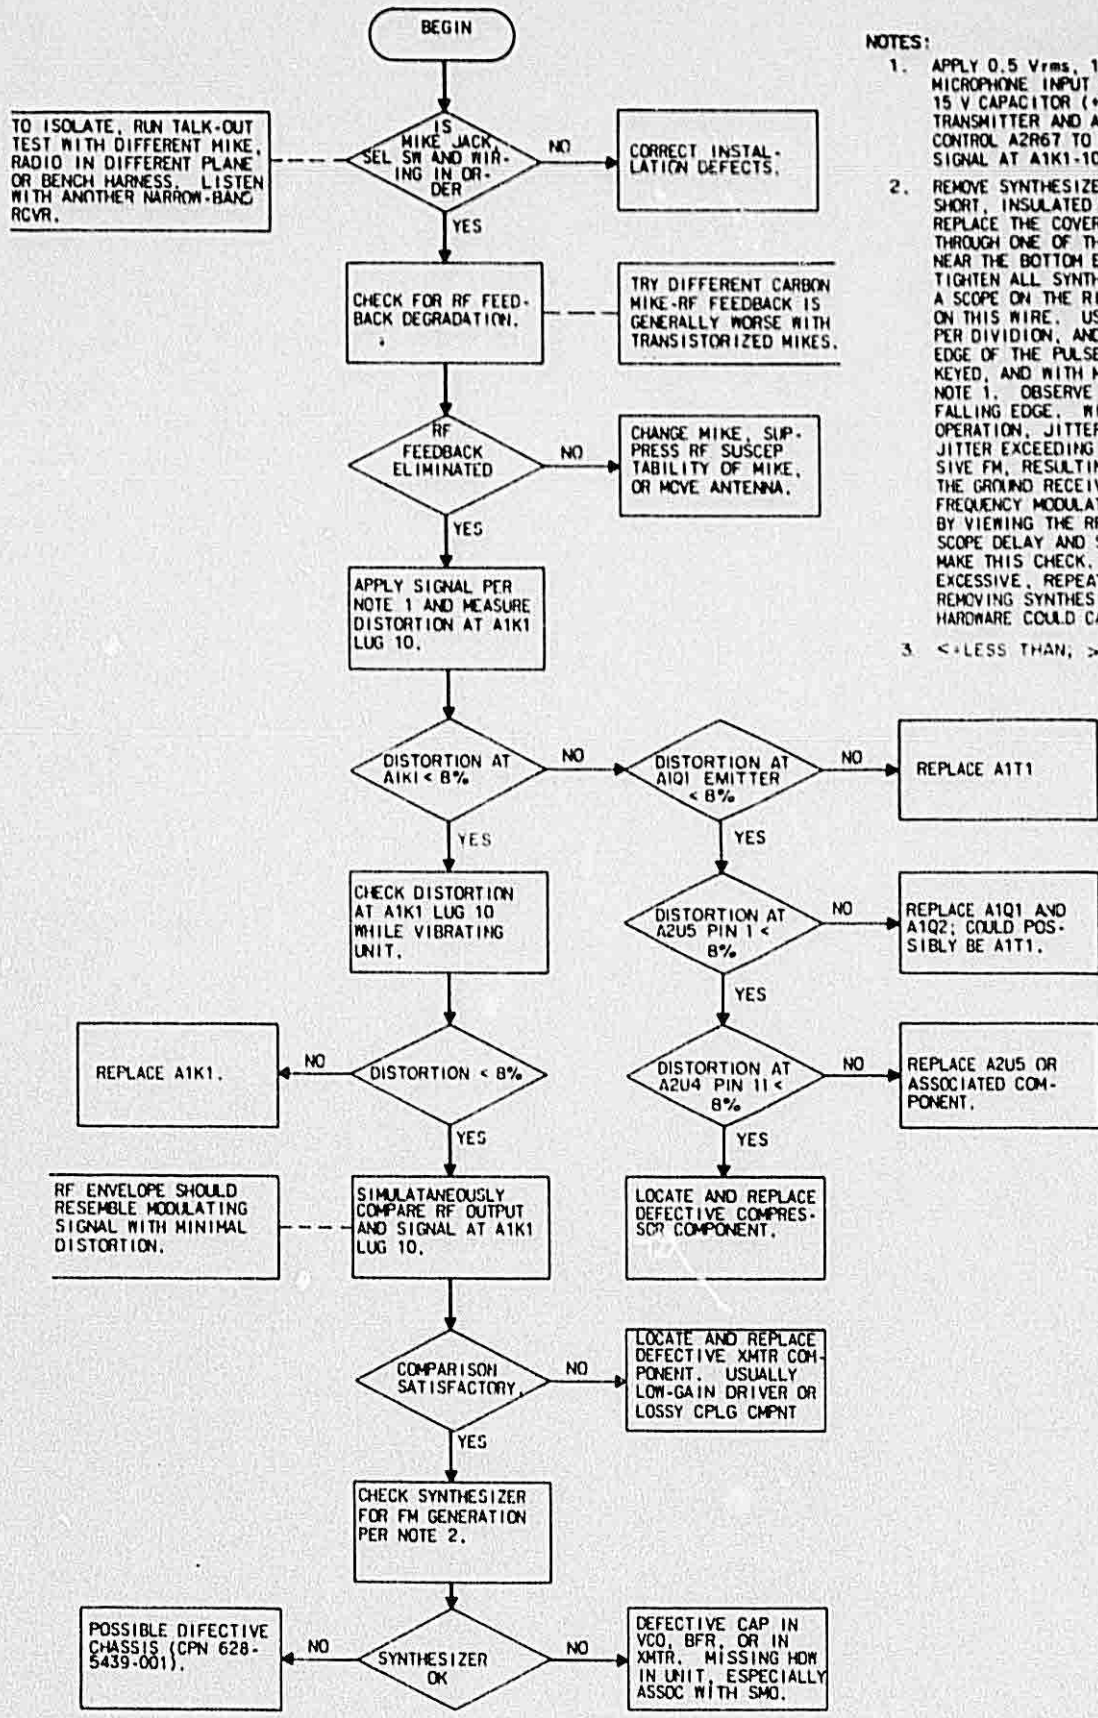 BEGIN
TO ISOLATE, RUN TALK-OUT
TEST WITH DIFFERENT MIKE,
RADIO IN DIFFERENT PLANE
OR BENCH HARNESS. LISTEN
WITH ANOTHER NARROW-BAND
RCVR.
IS
MIKE JACK,
SEL SW AND WIR-
ING IN OR-
DER
NO
CORRECT INSTAL-
LATION DEFECTS.
YES
CHECK FOR RF FEED-
BACK DEGRADATION.
TRY DIFFERENT CARBON
MIKE-RF FEEDBACK IS
GENERALLY WORSE WITH
TRANSISTORIZED MIKES.
RF
FEEDBACK
ELIMINATED
NO
CHANGE MIKE, SUP-
PRESS RF SUSCEP
TABILITY OF MIKE,
OR MOVE ANTENNA.
YES
APPLY SIGNAL PER
NOTE 1 AND MEASURE
DISTORTION AT A1K1
LUG 10.
NOTES:
1. APPLY 0.5 Vrms, 1
MICROPHONE INPUT
15 V CAPACITOR (+
TRANSMITTER AND A
CONTROL A2R67 TO
SIGNAL AT A1K1-10
2. REMOVE SYNTHESIZE
SHORT, INSULATED
REPLACE THE COVER
THROUGH ONE OF TH
NEAR THE BOTTOM E
TIGHTEN ALL SYNTH
A SCOPE ON THE RI
ON THIS WIRE. US
PER DIVIDION, AND
EDGE OF THE PULSE
KEYED, AND WITH M
NOTE 1. OBSERVE
FALLING EDGE. WI
OPERATION, JITTER
JITTER EXCEEDING
SIVE FM, RESULTIN
THE GROUND RECEIV
FREQUENCY MODULAT
BY VIEWING THE RF
SCOPE DELAY AND S
MAKE THIS CHECK.
EXCESSIVE, REPEAT
REMOVING SYNTHES
HARDWARE COULD CA
3 < LESS THAN; >
DISTORTION AT
A1K1 < 8%
NO
DISTORTION AT
A1Q1 EMITTER
< 8%
NO
REPLACE A1T1
YES
YES
CHECK DISTORTION
AT A1K1 LUG 10
WHILE VIBRATING
UNIT.
DISTORTION AT
A2U5 PIN 1 <
8%
NO
REPLACE A1Q1 AND
A1Q2; COULD POS-
SIBLY BE A1T1.
YES
REPLACE A1K1.
NO
DISTORTION < 8%
DISTORTION AT
A2U4 PIN 11 <
8%
NO
REPLACE A2U5 OR
ASSOCIATED COM-
PONENT.
YES
YES
RF ENVELOPE SHOULD
RESEMBLE MODULATING
SIGNAL WITH MINIMAL
DISTORTION.
SIMULATANEOUSLY
COMPARE RF OUTPUT
AND SIGNAL AT A1K1
LUG 10.
LOCATE AND REPLACE
DEFECTIVE COMPRES-
SOR COMPONENT.
COMPARISON
SATISFACTORY.
NO
LOCATE AND REPLACE
DEFECTIVE XMTR COM-
PONENT. USUALLY
LOW-GAIN DRIVER OR
LOSSY CPLG CMPNT
YES
CHECK SYNTHESIZER
FOR FM GENERATION
PER NOTE 2.
POSSIBLE DIFECTIVE
CHASSIS (CPN 628-
5439-001).
NO
SYNTHESIZER
OK
NO
DEFECTIVE CAP IN
VCO, BFR, OR IN
XMTR. MISSING HDW
IN UNIT, ESPECIALLY
ASSOC WITH SMO.